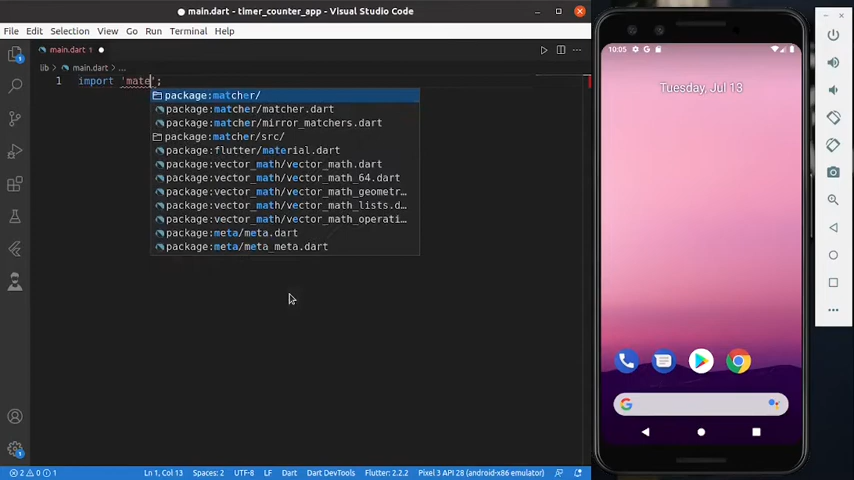 ● main.dart - timer_counter_app - Visual Studio Code
File Edit Selection View Go Run Terminal Help
main.dart 1 ●
lib > main.dart > ...
1 import 'mate';
package:matcher/
package:matcher/matcher.dart
package:matcher/mirror_matchers.dart
package:matcher/src/
package:flutter/material.dart
package:vector_math/vector_math.dart
package:vector_math/vector_math_64.dart
package:vector_math/vector_math_geometr…
package:vector_math/vector_math_lists.d…
package:vector_math/vector_math_operati…
package:meta/meta.dart
package:meta/meta_meta.dart
2 0 1
Ln 1, Col 13 Spaces: 2 UTF-8 LF Dart Dart DevTools Flutter: 2.2.2 Pixel 3 API 28 (android-x86 emulator)
10:05
Tuesday, Jul 13